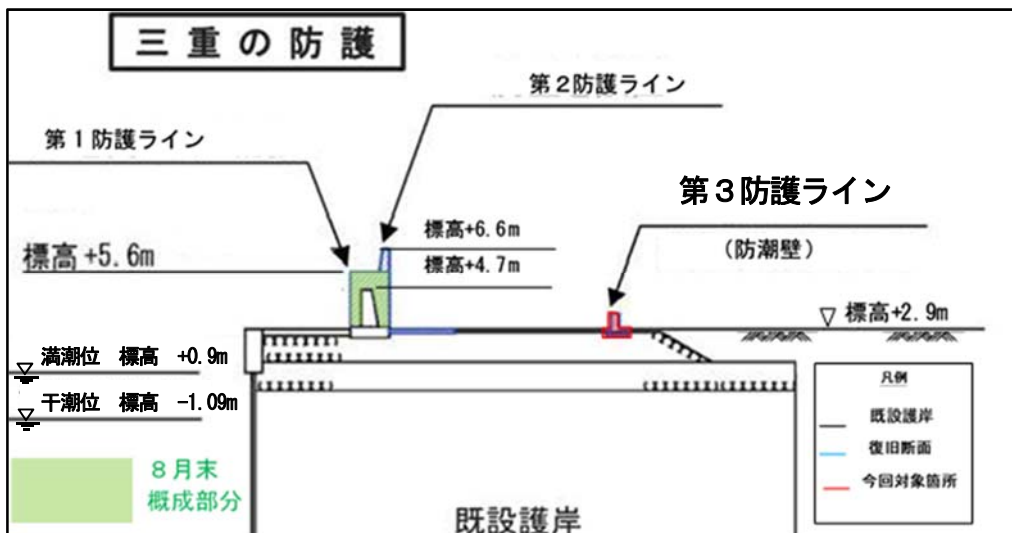 三重の防護
第２防護ライン
第１防護ライン
第３防護ライン
（防潮壁）
標高+6.6m
標高+5.6m
標高+4.7m
▽ 標高+2.9m
▽ 満潮位 標高 +0.9m
▽ 干潮位 標高 -1.09m
８月末
概成部分
既設護岸
凡例
既設護岸
復旧断面
今回対象箇所